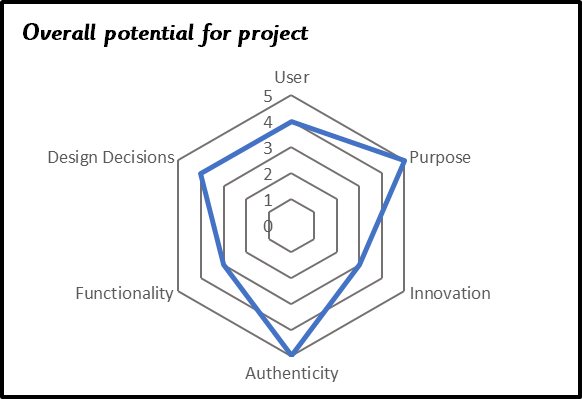 Overall potential for project
User
5
4
3
2
1
0
Design Decisions
Purpose
Functionality
Innovation
Authenticity